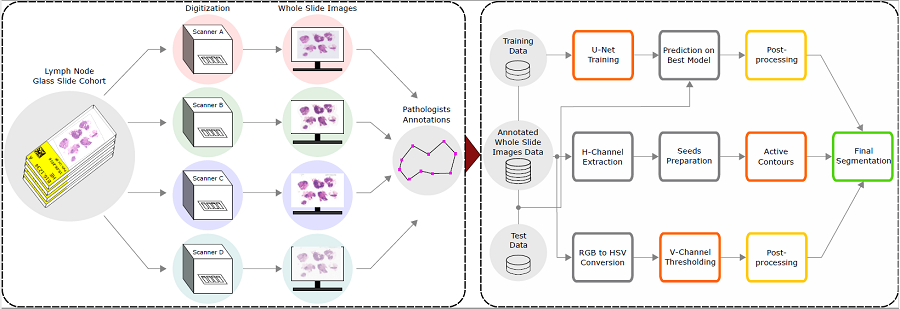 Digitization
Whole Slide Images
Scanner A
Lymph Node
Glass Slide Cohort
Scanner B
Scanner C
Scanner D
Pathologists
Annotations
Training
Data
Annotated
Whole Slide
Images Data
Test
Data
U-Net
Training
Prediction on
Best Model
Post-
processing
H-Channel
Extraction
Seeds
Preparation
Active
Contours
Final
Segmentation
RGB to HSV
Conversion
V-Channel
Thresholding
Post-
processing